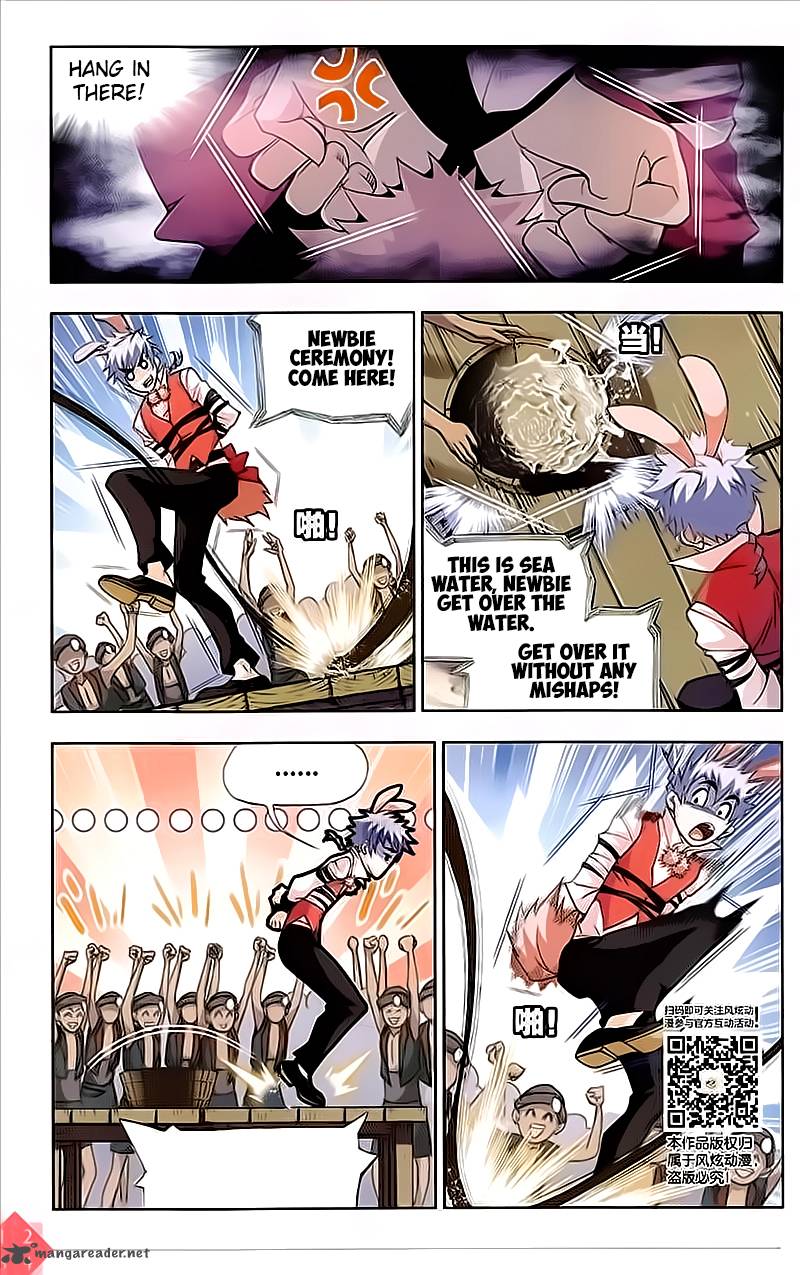 HANG IN
THERE!
NEWBIE
CEREMONY!
COME HERE!
啪!
当!
THIS IS SEA
WATER, NEWBIE
GET OVER THE
WATER.
GET OVER IT
WITHOUT ANY
MISHAPS!
......
啪!
扫码即可关注风炫动
漫参与官方互动活动!
本作品版权归
属于风炫动漫，
盗版必究!
2
mangareader.net